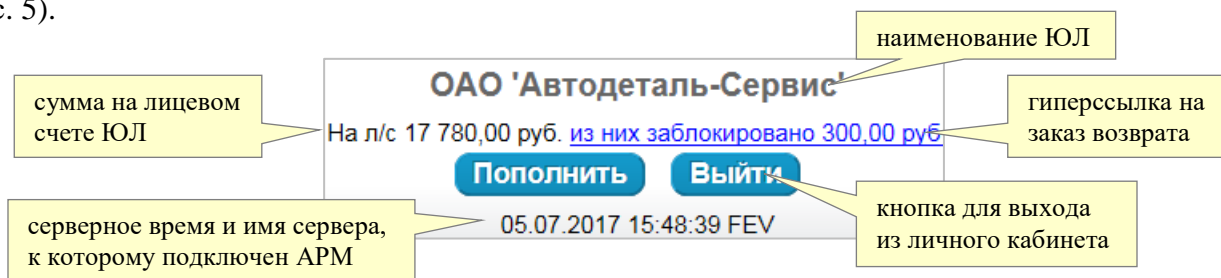 с. 5).
наименование ЮЛ
ОАО 'Автодеталь-Сервис'
сумма на лицевом
счете ЮЛ
гиперссылка на
заказ возврата
На л/с 17 780,00 руб. из них заблокировано 300,00 руб
Пополнить Выйти
кнопка для выхода
из личного кабинета
серверное время и имя сервера,
к которому подключен АРМ
05.07.2017 15:48:39 FEV